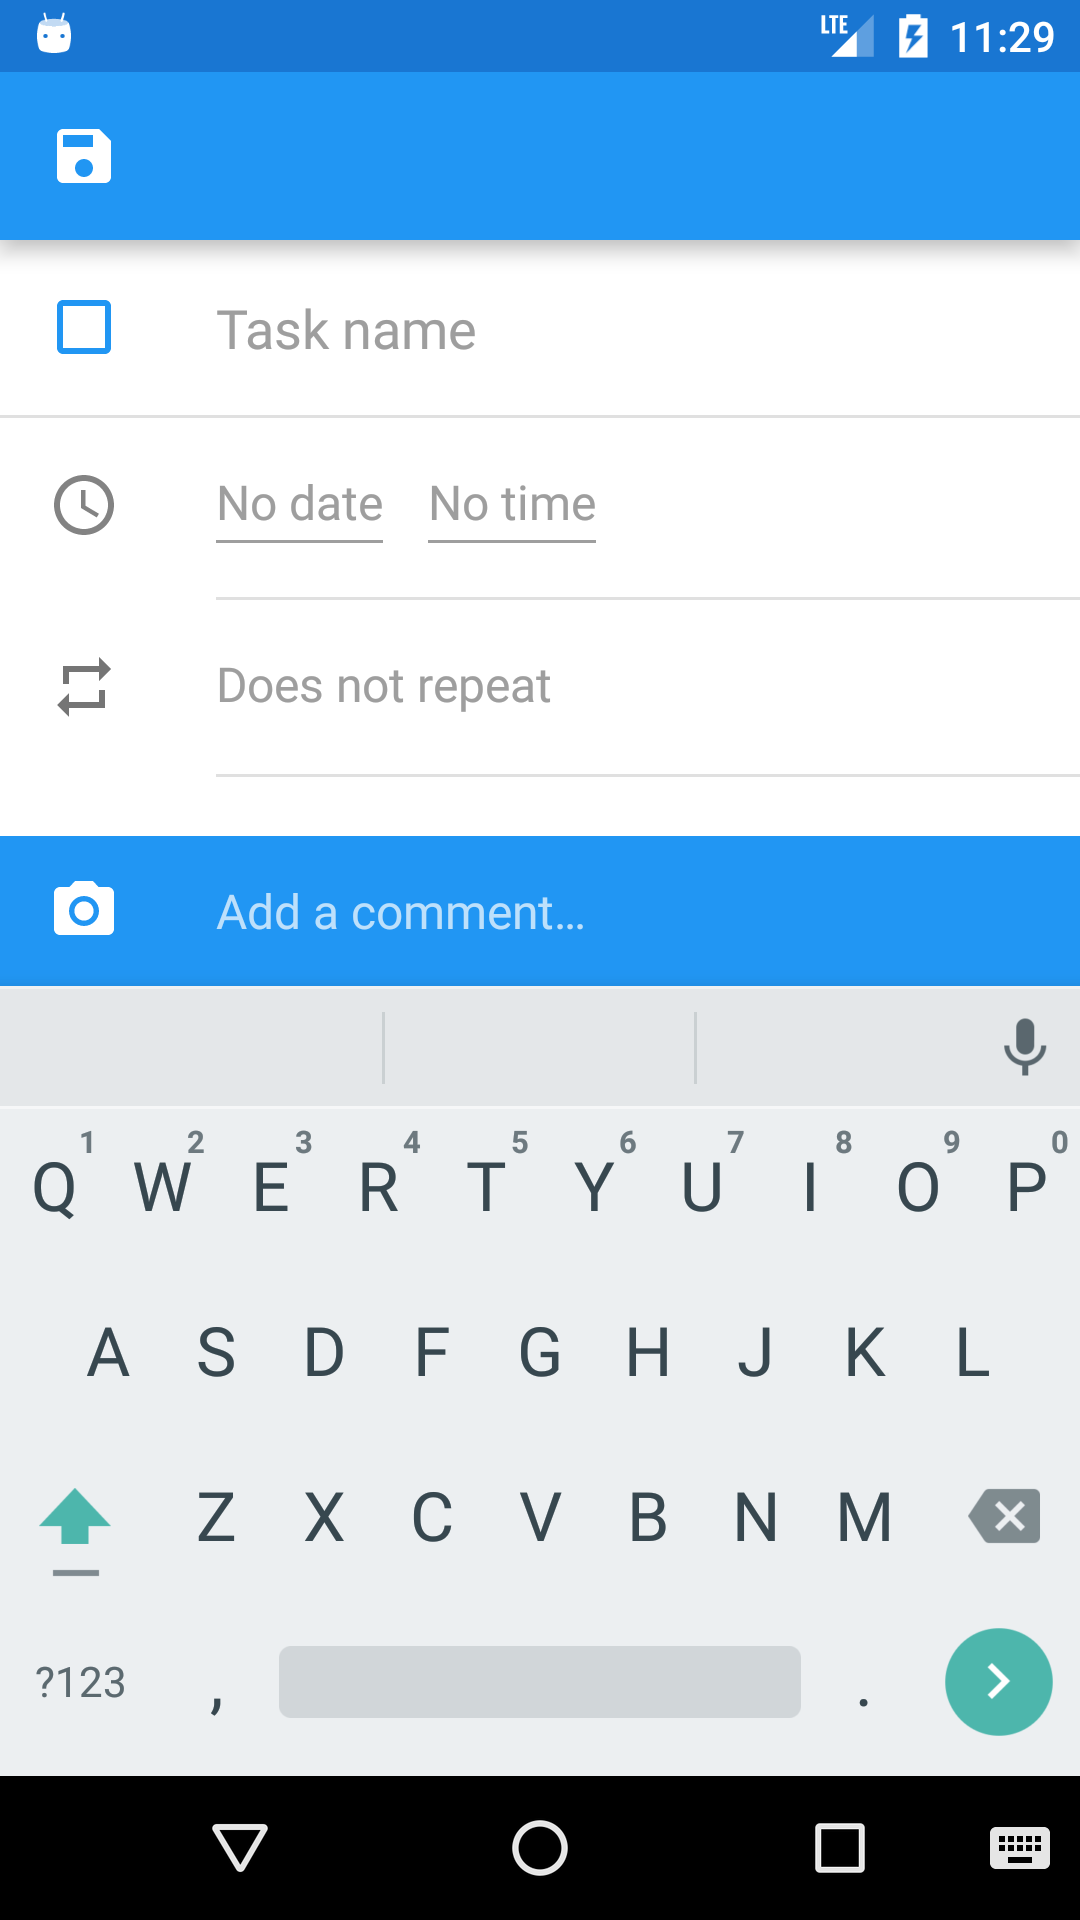 LTE 11:29
Task name
No date No time
Does not repeat
Add a comment…
1 2 3 4 5 6 7 8 9 0
Q W E R T Y U I O P
A S D F G H J K L
Z X C V B N M
?123 , .